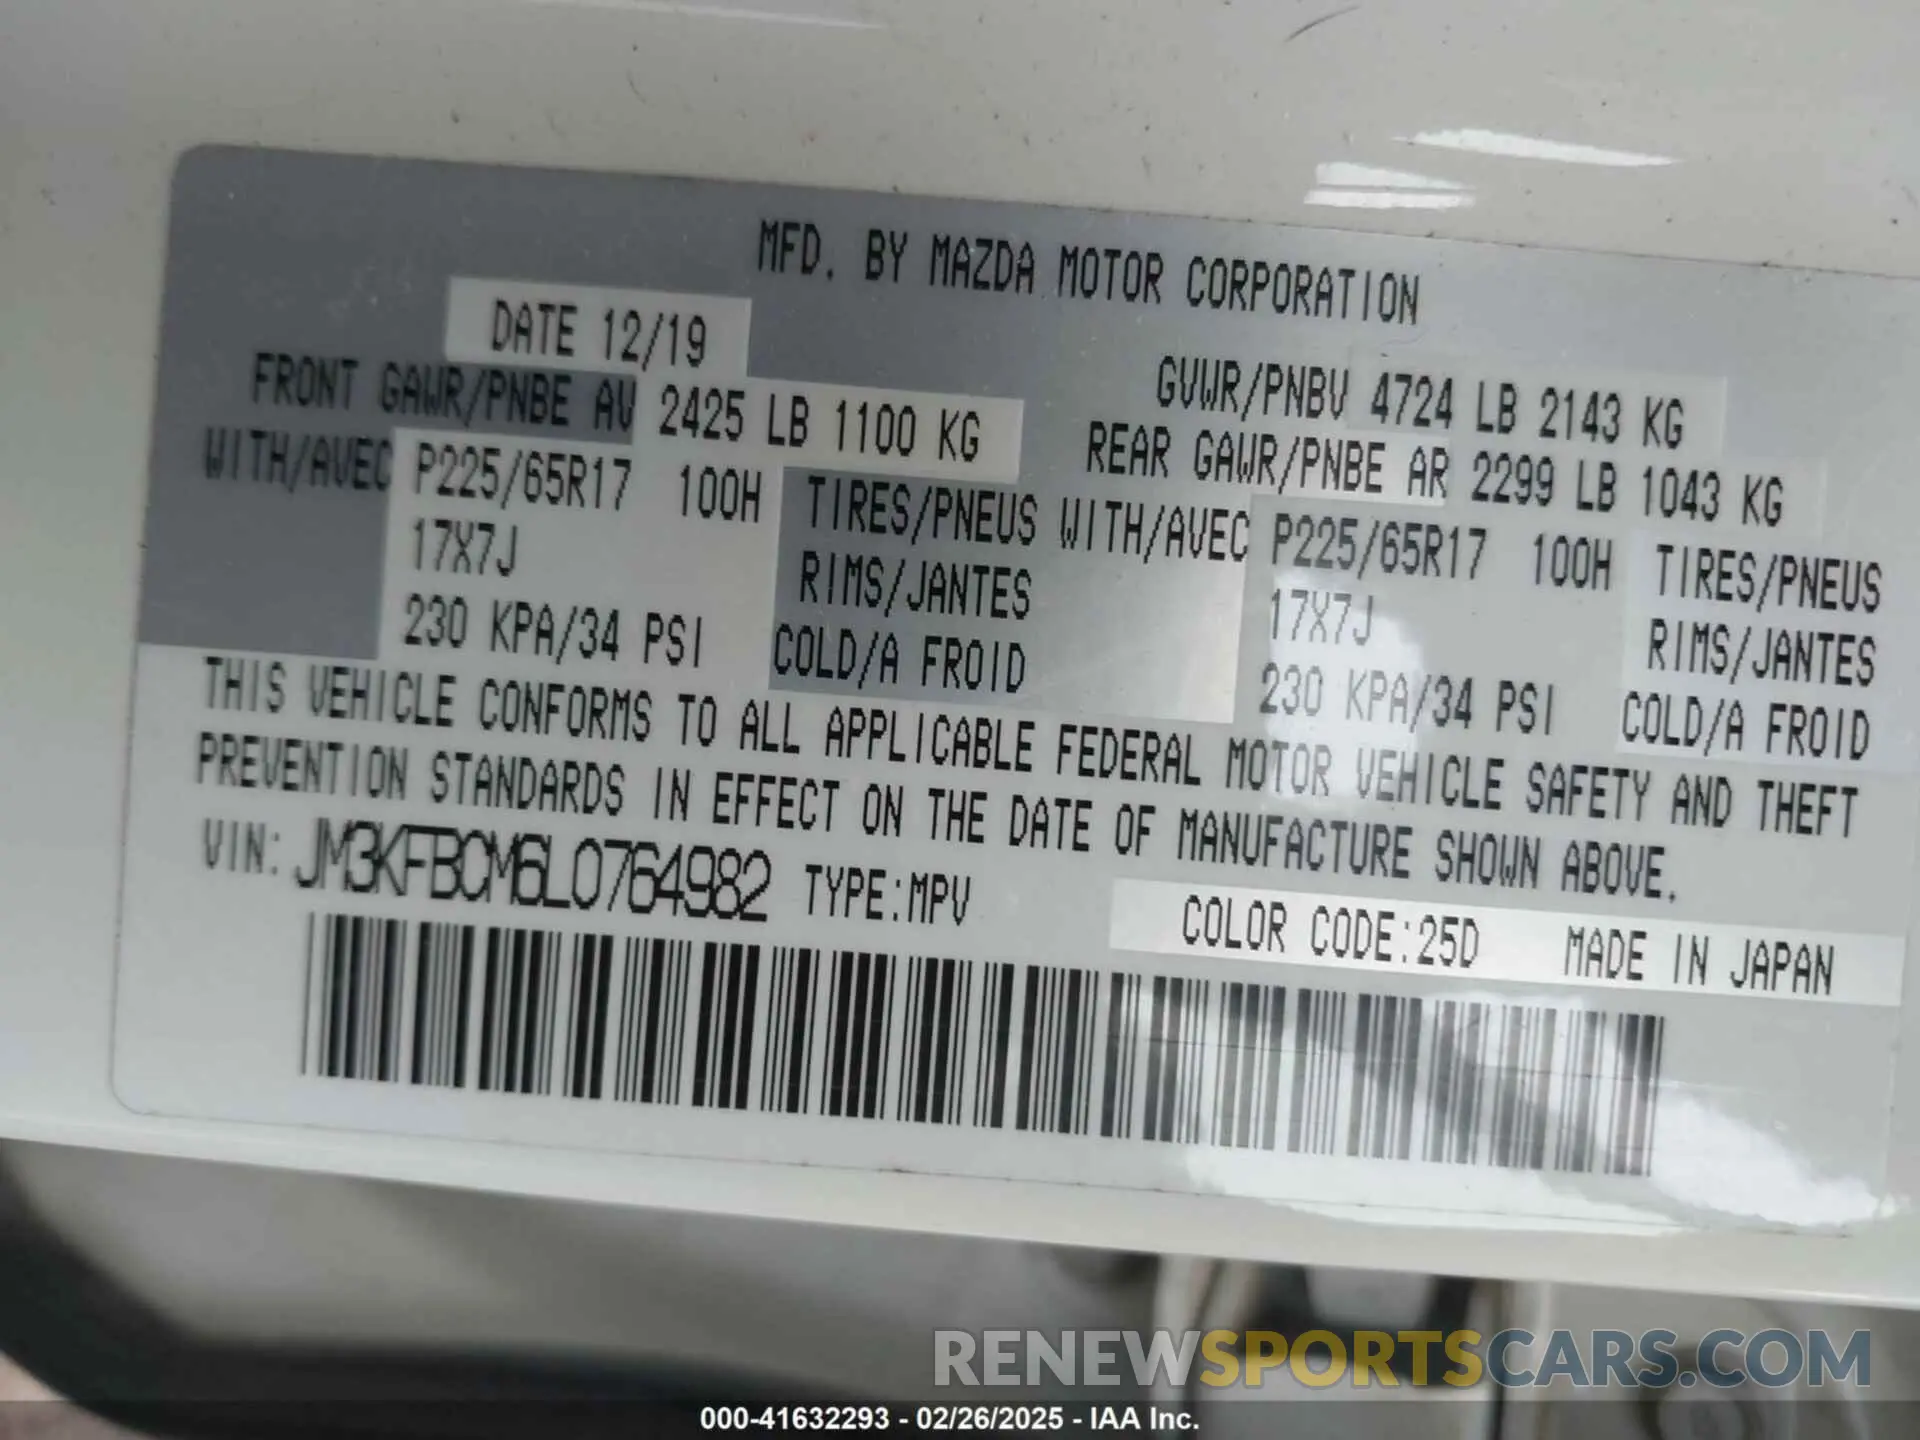 MFD. BY MAZDA MOTOR CORPORATION
DATE 12/19
GVWR/PNBV 4724 LB 2143 KG
FRONT GAWR/PNBE AV 2425 LB 1100 KG
REAR GAWR/PNBE AR 2299 LB 1043 KG
WITH/AVEC P225/65R17 100H TIRES/PNEUS
WITH/AVEC P225/65R17 100H TIRES/PNEUS
17X7J RIMS/JANTES
17X7J RIMS/JANTES
230 KPA/34 PSI COLD/A FROID
230 KPA/34 PSI COLD/A FROID
THIS VEHICLE CONFORMS TO ALL APPLICABLE FEDERAL MOTOR VEHICLE SAFETY AND THEFT
PREVENTION STANDARDS IN EFFECT ON THE DATE OF MANUFACTURE SHOWN ABOVE.
VIN: JM3KFBCM6L0764982 TYPE:MPV
COLOR CODE:25D MADE IN JAPAN
RENEWSPORTSCARS.COM
000-41632293 - 02/26/2025 - IAA Inc.